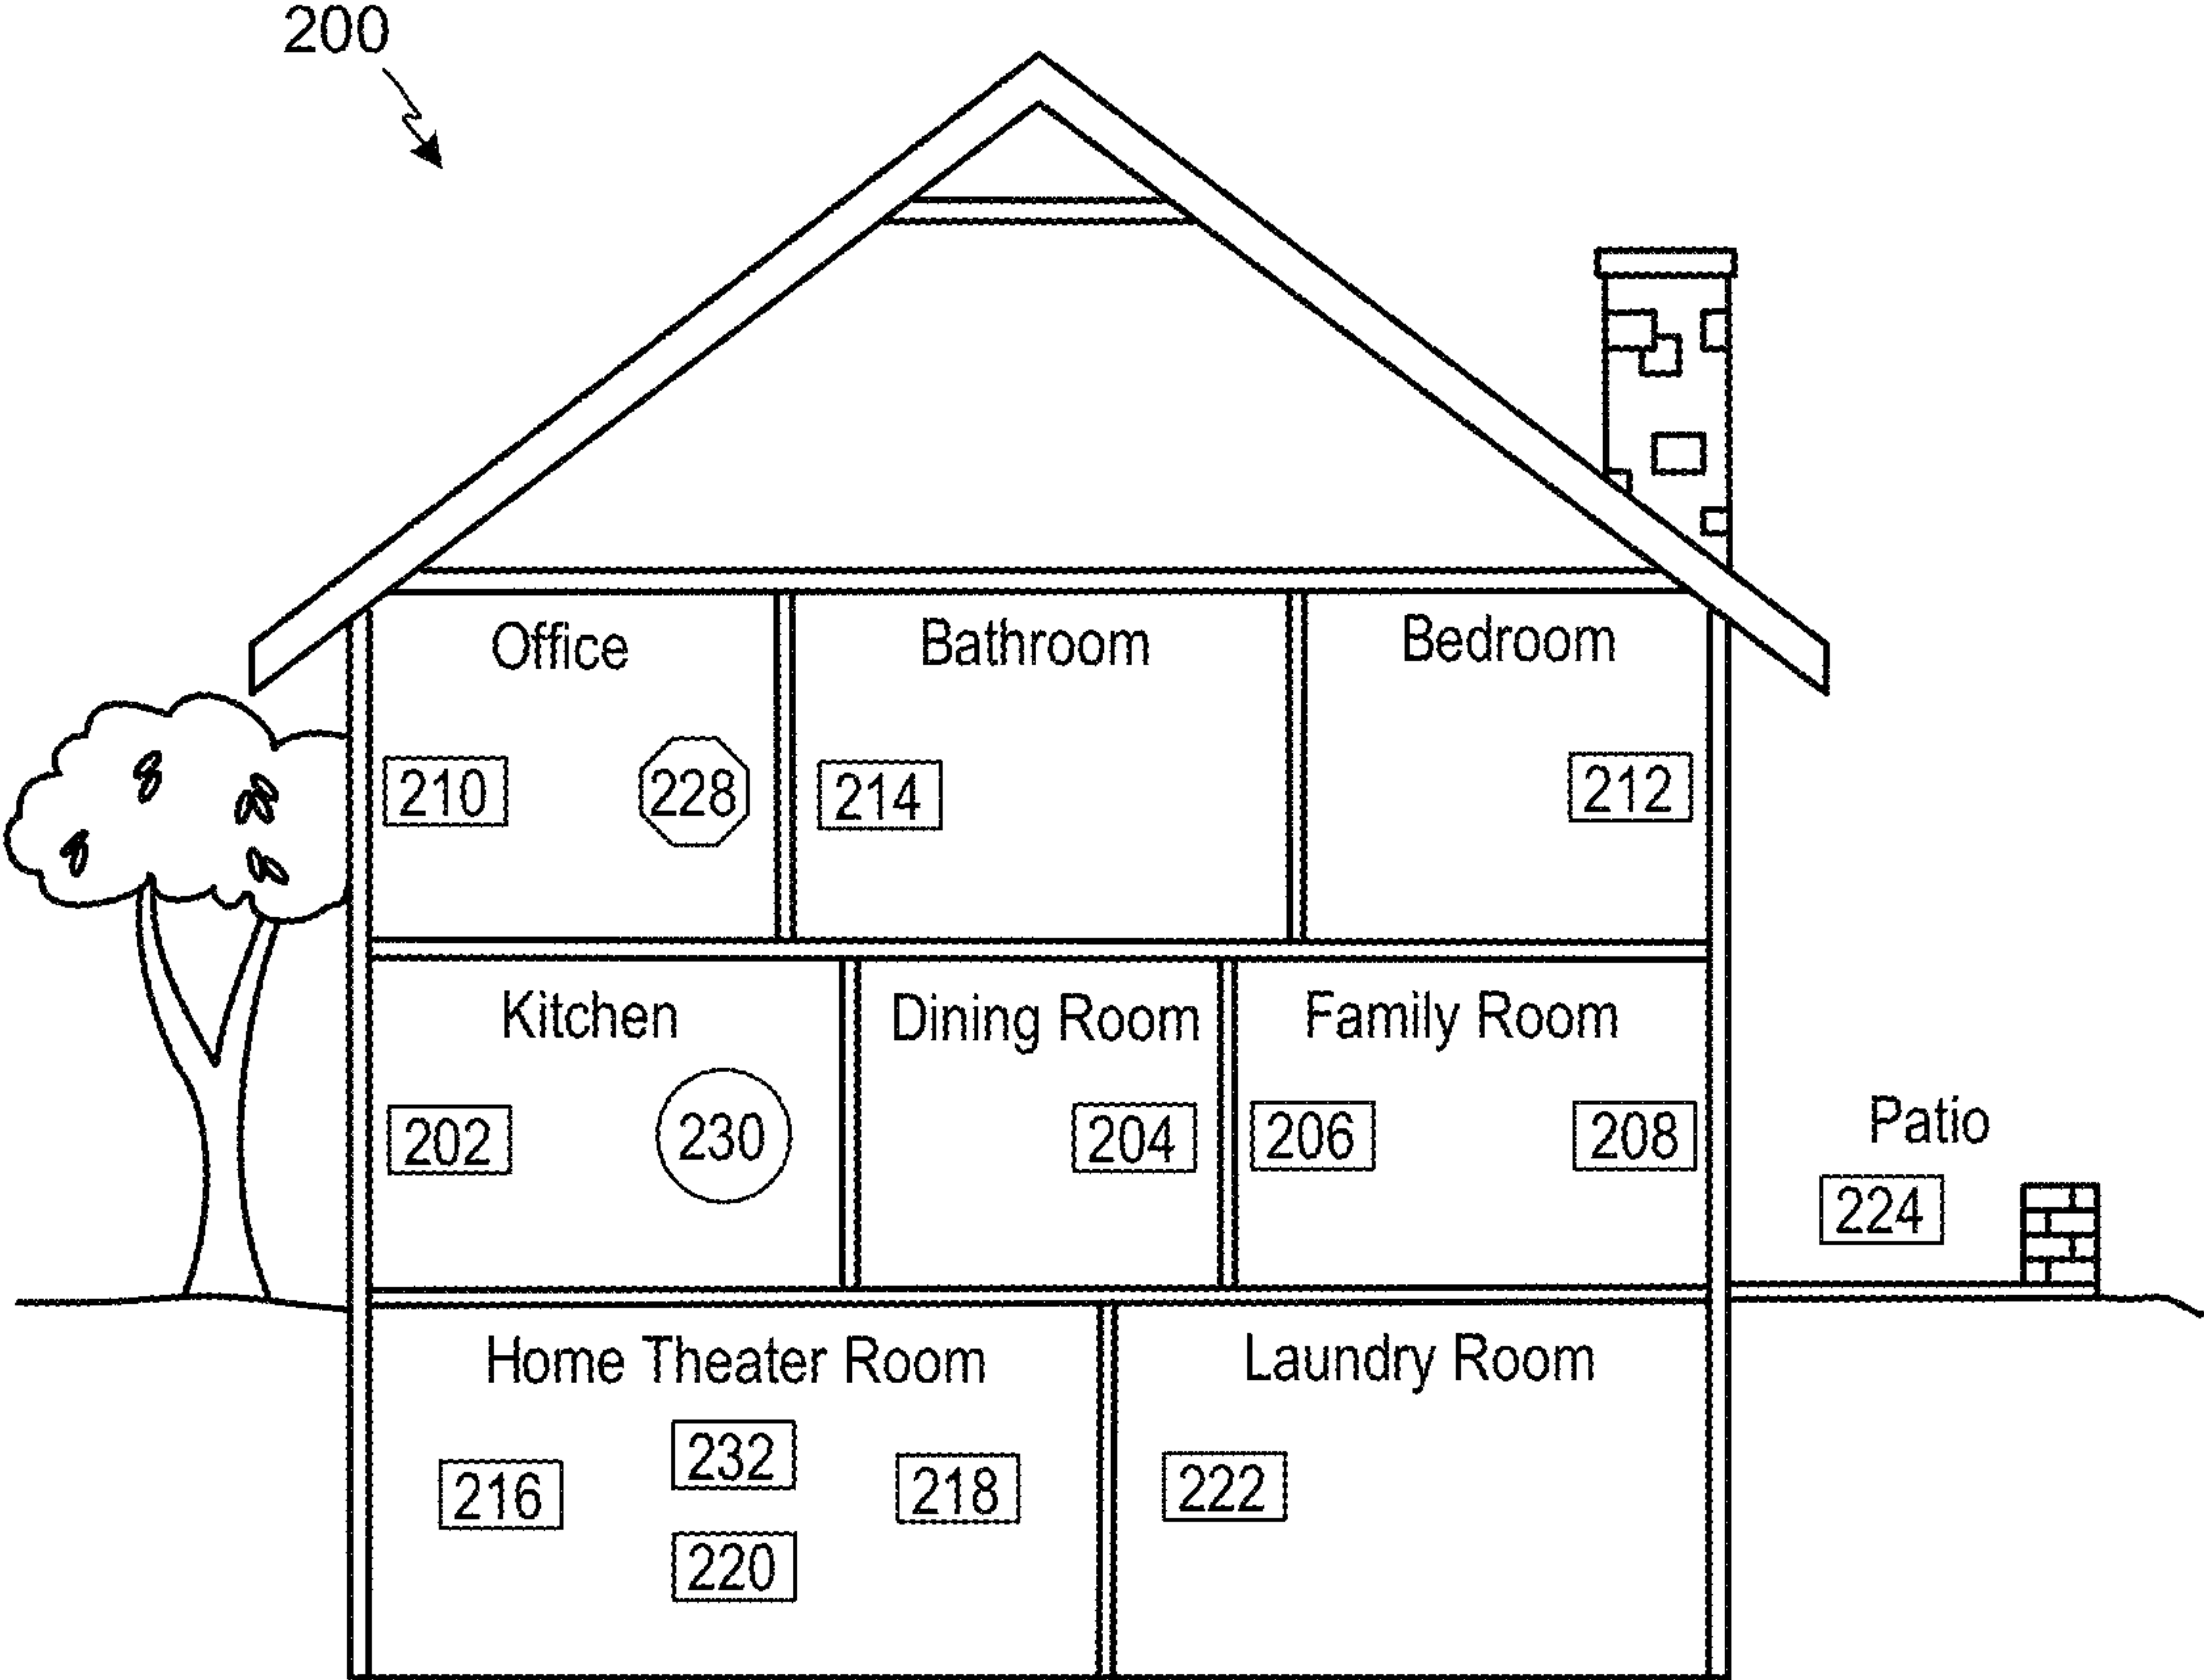 200
Office
Bathroom
Bedroom
210
228
214
212
Kitchen
Dining Room
Family Room
202
230
204
206
208
Patio
224
Home Theater Room
Laundry Room
232
216
218
222
220